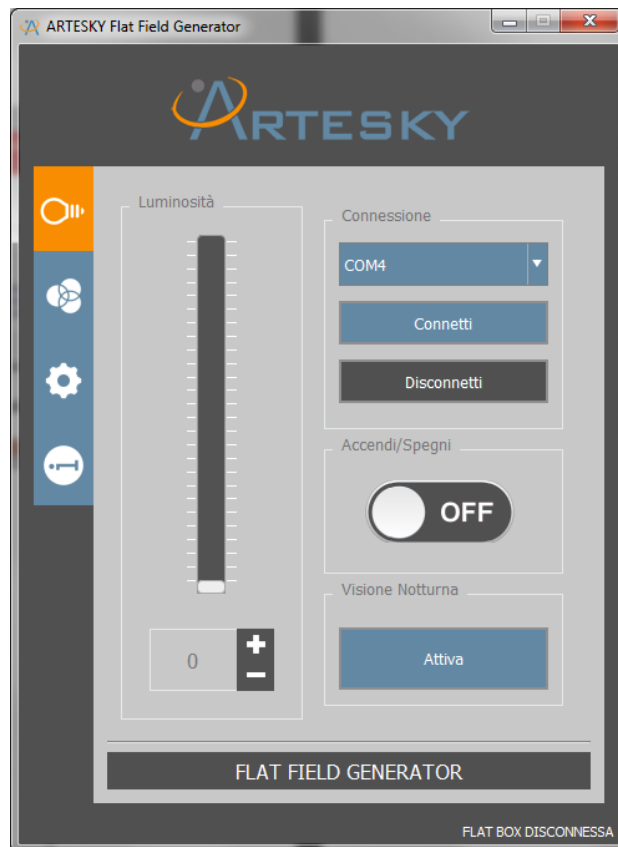 ARTESKY Flat Field Generator
ARTESKY
Luminosità
0
Connessione
COM4
Connetti
Disconnetti
Accendi/Spegni
OFF
Visione Notturna
Attiva
FLAT FIELD GENERATOR
FLAT BOX DISCONNESSA